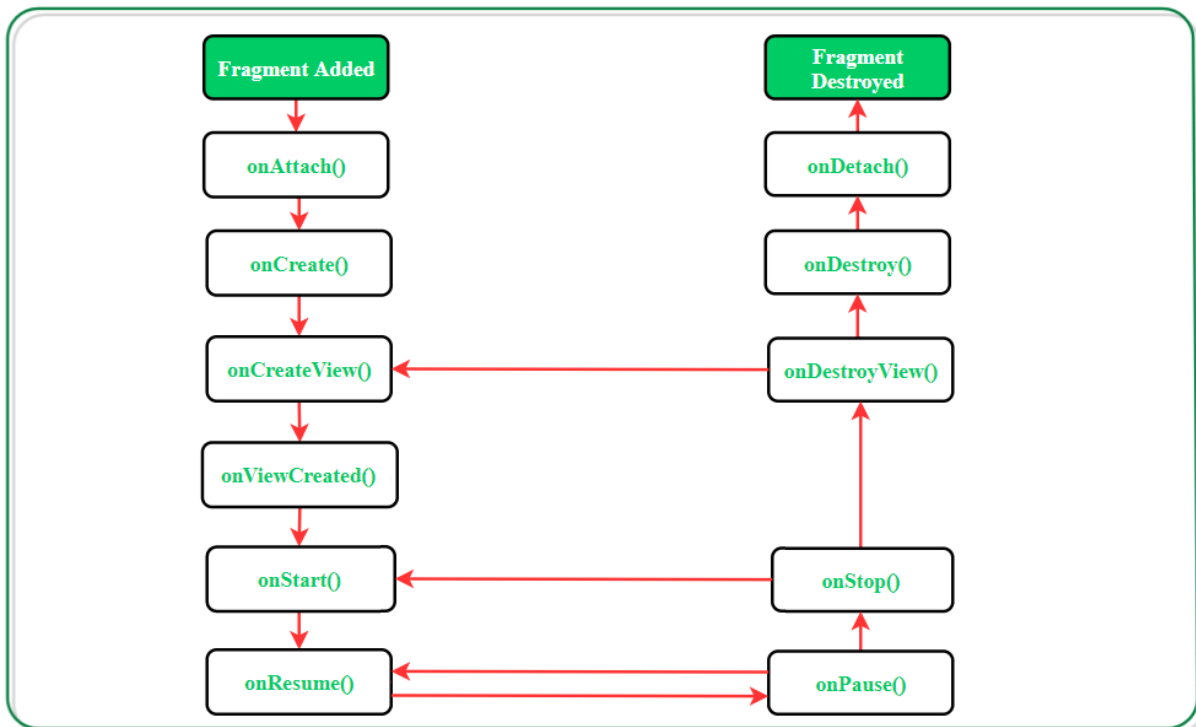 Fragment Added
onAttach()
onCreate()
onCreateView()
onViewCreated()
onStart()
onResume()
Fragment
Destroyed
onDetach()
onDestroy()
onDestroyView()
onStop()
onPause()